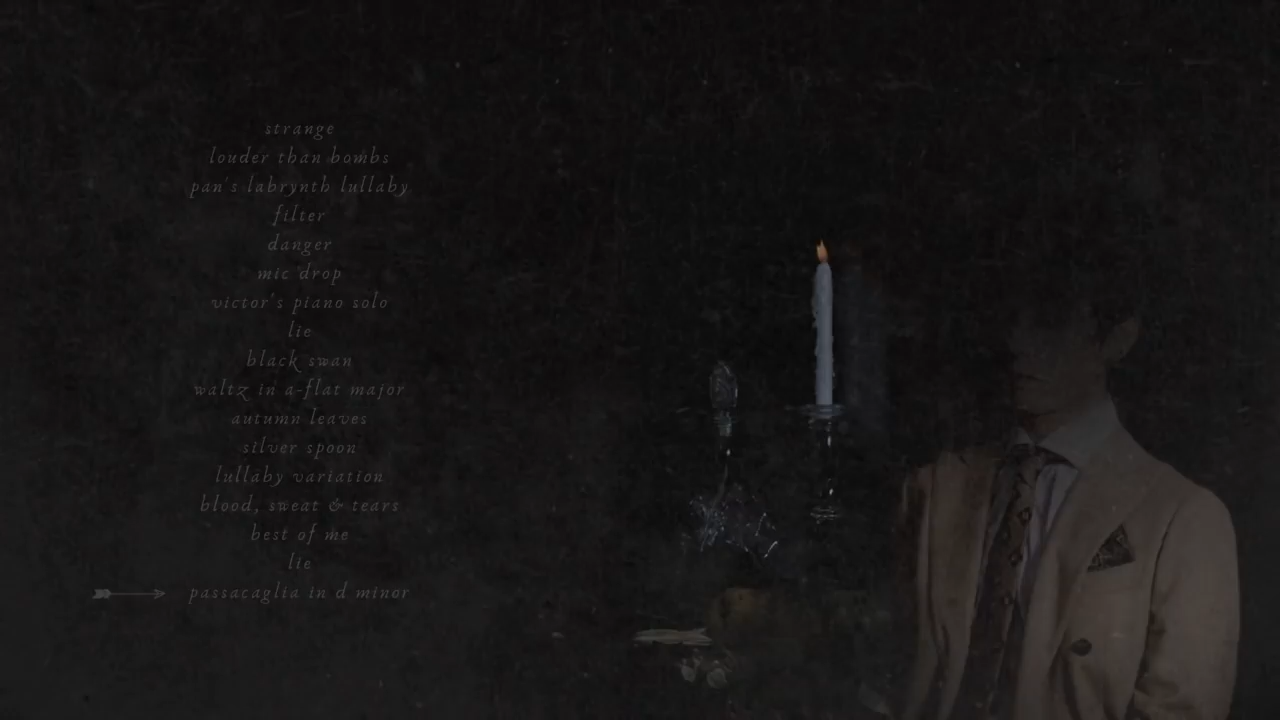 strange
louder than bombs
pan's labrynth lullaby
filter
danger
mic drop
victor's piano solo
lie
black swan
waltz in a-flat major
autumn leaves
silver spoon
lullaby variation
blood, sweat & tears
best of me
lie
passacaglia in d minor